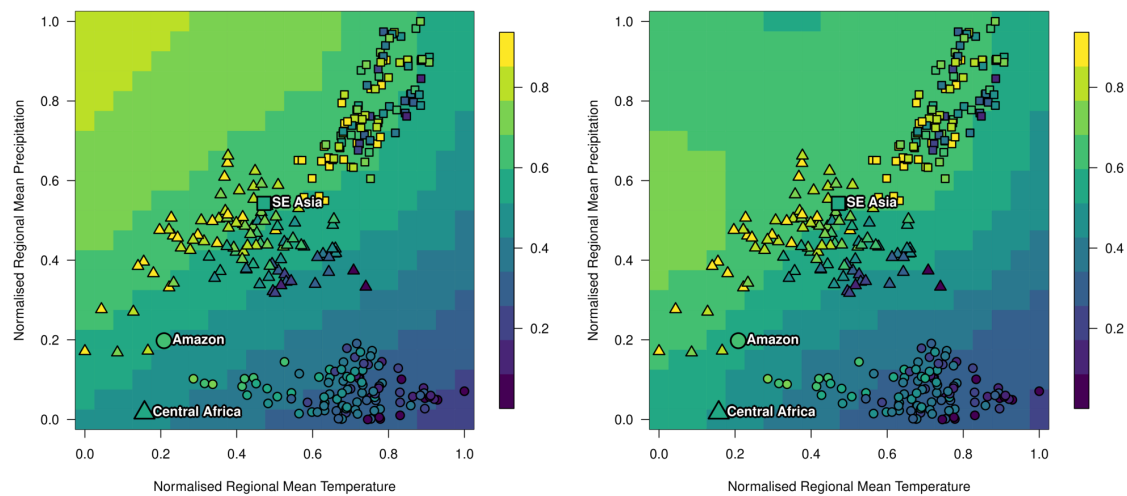 Normalised Regional Mean Precipitation
1.0
0.8
0.6
0.4
0.2
0.0
SE Asia
Amazon
Central Africa
0.0 0.2 0.4 0.6 0.8 1.0
Normalised Regional Mean Temperature
0.8
0.6
0.4
0.2
Normalised Regional Mean Precipitation
1.0
0.8
0.6
0.4
0.2
0.0
SE Asia
Amazon
Central Africa
0.0 0.2 0.4 0.6 0.8 1.0
Normalised Regional Mean Temperature
0.8
0.6
0.4
0.2